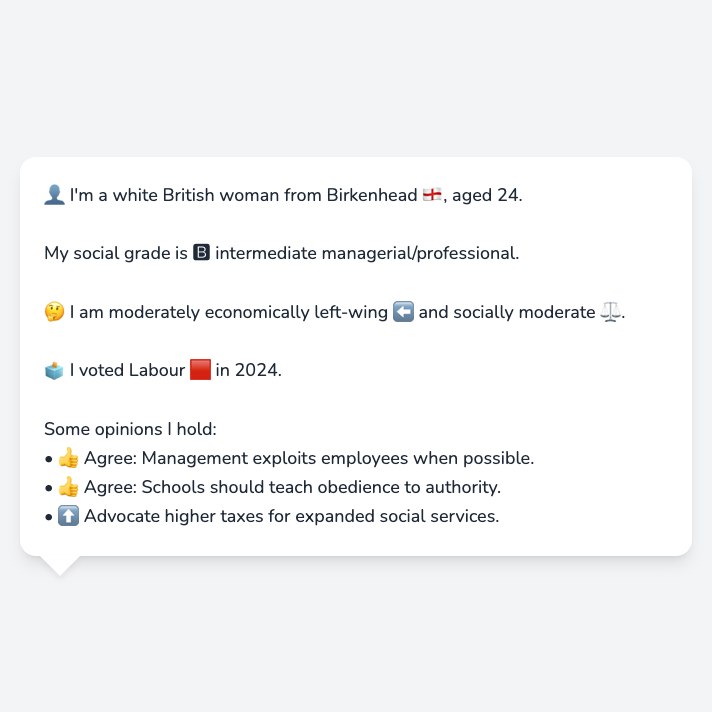 👤 I'm a white British woman from Birkenhead 🏴󠁧󠁢󠁥󠁮󠁧󠁿, aged 24.
My social grade is 🅱 intermediate managerial/professional.
🤔 I am moderately economically left-wing ⬅️ and socially moderate ⚖️.
🗳️ I voted Labour 🟥 in 2024.
Some opinions I hold:
• 👍 Agree: Management exploits employees when possible.
• 👍 Agree: Schools should teach obedience to authority.
• ⬆️ Advocate higher taxes for expanded social services.